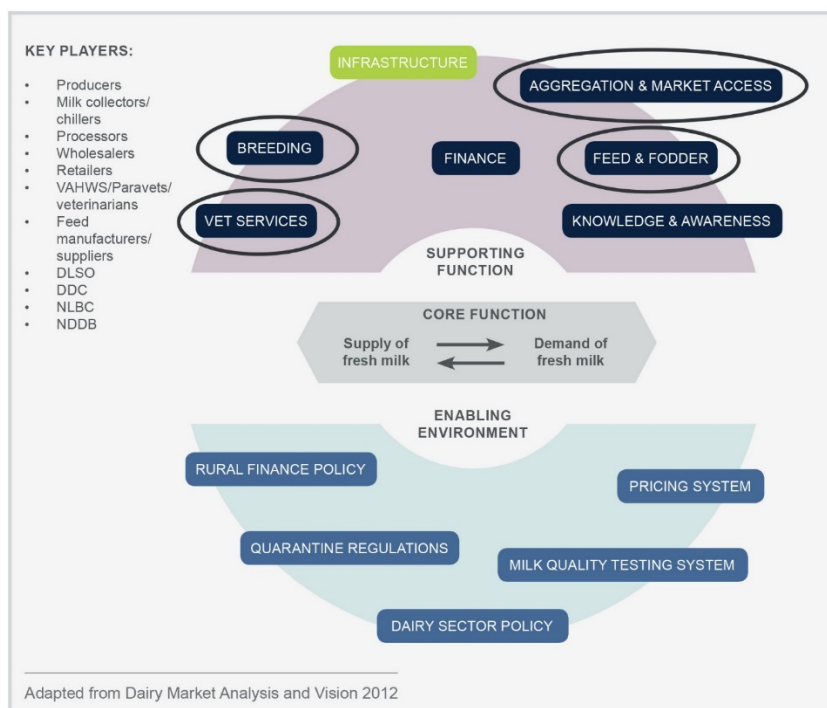 KEY PLAYERS:
• Producers
• Milk collectors/
chillers
• Processors
• Wholesalers
• Retailers
• VAHWS/Paravets/
veterinarians
• Feed
manufacturers/
suppliers
• DLSO
• DDC
• NLBC
• NDDB
INFRASTRUCTURE
AGGREGATION & MARKET ACCESS
BREEDING
FINANCE
FEED & FODDER
VET SERVICES
KNOWLEDGE & AWARENESS
SUPPORTING
FUNCTION
CORE FUNCTION
Supply of
fresh milk
Demand of
fresh milk
ENABLING
ENVIRONMENT
RURAL FINANCE POLICY
PRICING SYSTEM
QUARANTINE REGULATIONS
MILK QUALITY TESTING SYSTEM
DAIRY SECTOR POLICY
Adapted from Dairy Market Analysis and Vision 2012